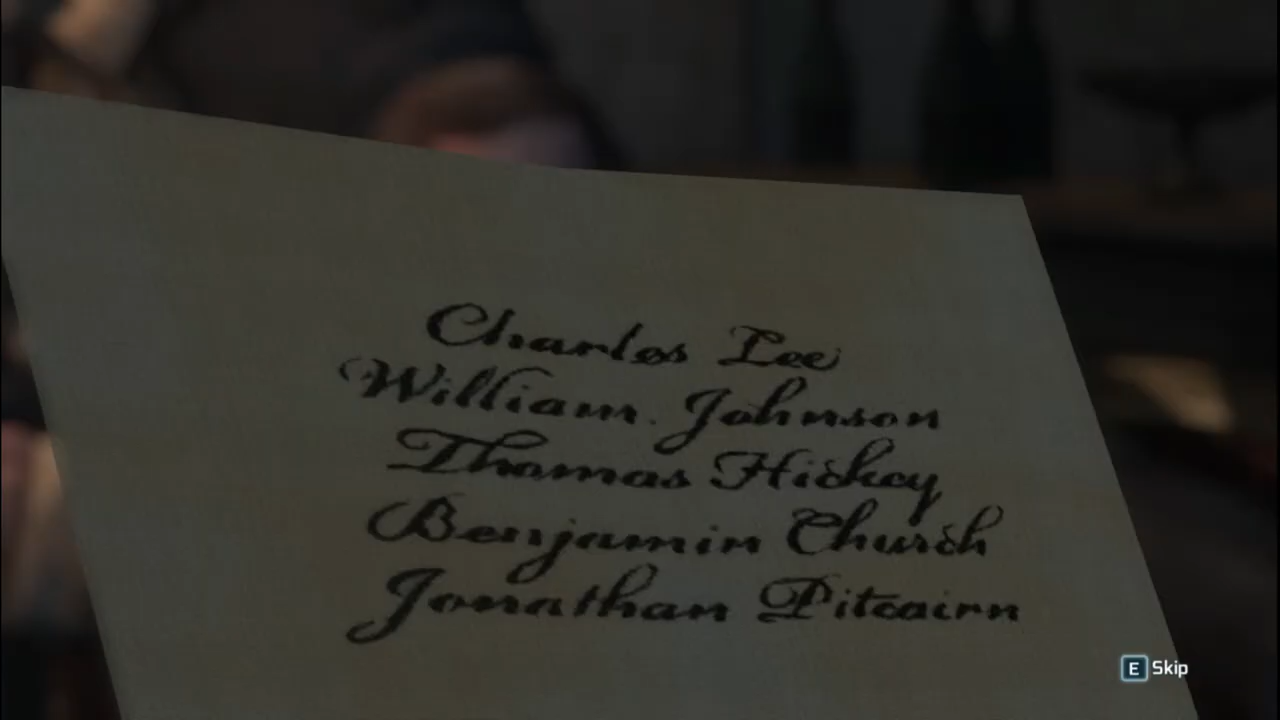 Charles Lee
William Johnson
Thomas Hickey
Benjamin Church
Jonathan Pitcairn
E Skip